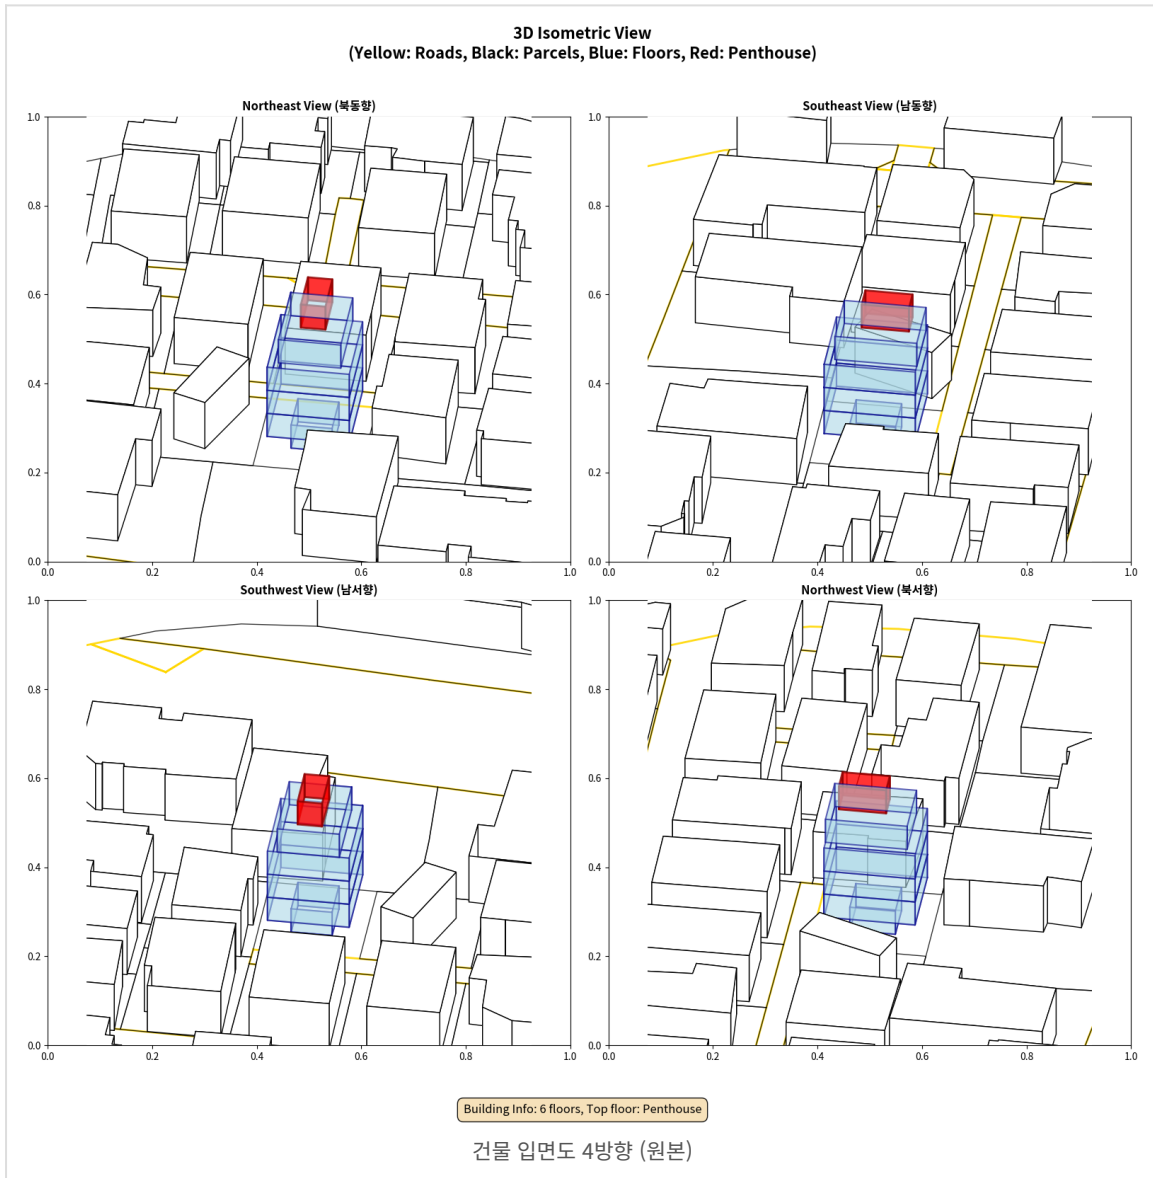 3D Isometric View
(Yellow: Roads, Black: Parcels, Blue: Floors, Red: Penthouse)
Northeast View (북동향)
1.0
0.8
0.6
0.4
0.2
0.0
0.0 0.2 0.4 0.6 0.8 1.0
Southeast View (남동향)
1.0
0.8
0.6
0.4
0.2
0.0
0.0 0.2 0.4 0.6 0.8 1.0
Southwest View (남서향)
1.0
0.8
0.6
0.4
0.2
0.0
0.0 0.2 0.4 0.6 0.8 1.0
Northwest View (북서향)
1.0
0.8
0.6
0.4
0.2
0.0
0.0 0.2 0.4 0.6 0.8 1.0
Building Info: 6 floors, Top floor: Penthouse
건물 입면도 4방향 (원본)